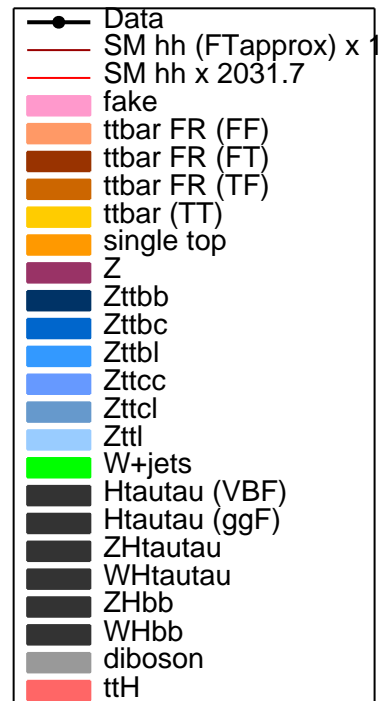 Data
SM hh (FTapprox) x 1
SM hh x 2031.7
fake
ttbar FR (FF)
ttbar FR (FT)
ttbar FR (TF)
ttbar (TT)
single top
Z
Zttbb
Zttbc
Zttbl
Zttcc
Zttcl
Zttl
W+jets
Htautau (VBF)
Htautau (ggF)
ZHtautau
WHtautau
ZHbb
WHbb
diboson
ttH